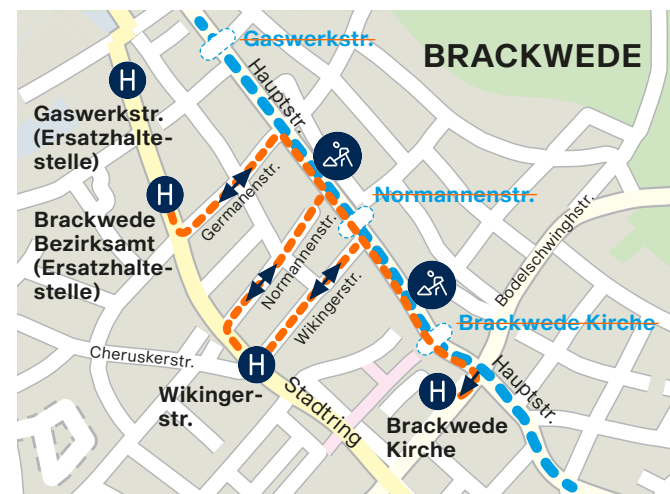 Gaswerkstr.
BRACKWEDE
Hauptstr.
H
Gaswerkstr.
(Ersatzhalte-
stelle)
H
Brackwede
Bezirksamt
(Ersatzhalte-
stelle)
Germanenstr.
Normannenstr.
Normannenstr.
Wikingerstr.
Bodelschwinghstr.
Brackwede Kirche
Cheruskerstr.
H
Wikinger-
str.
Stadtring
Hauptstr.
H
Brackwede
Kirche